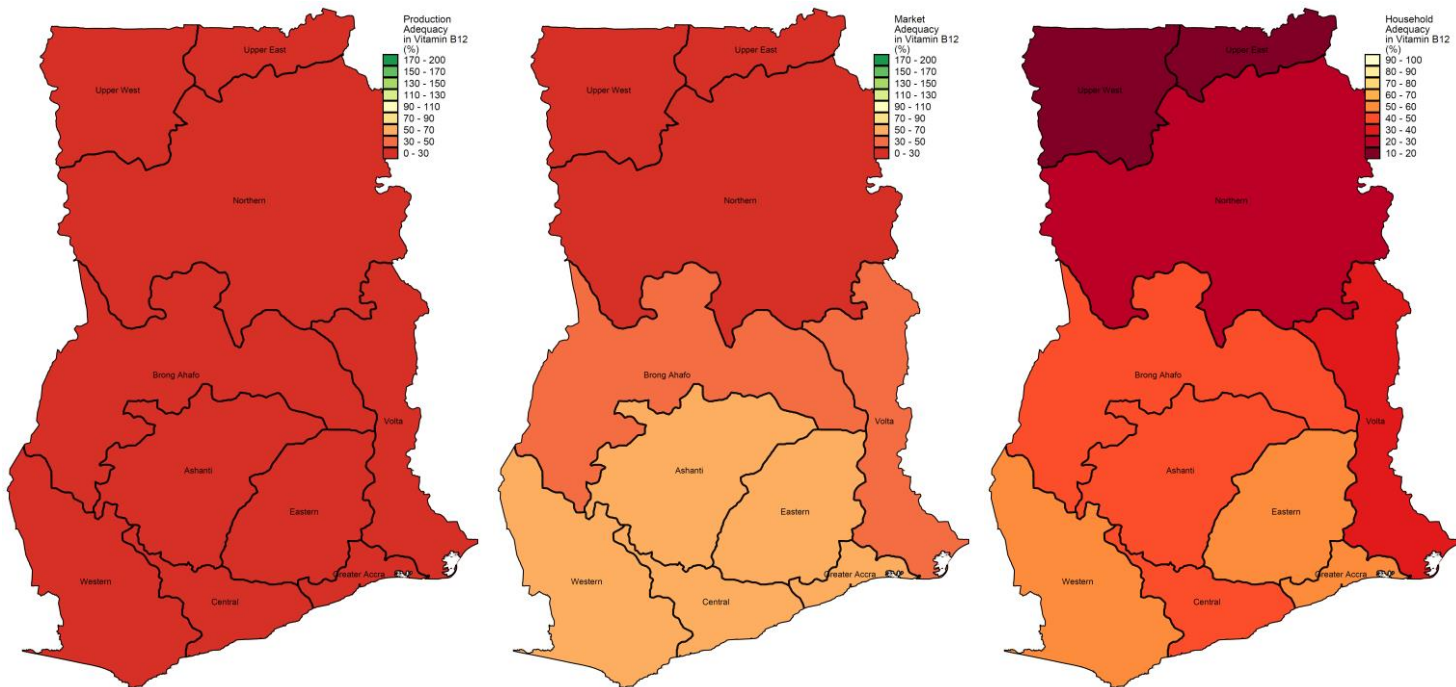 Production
Adequacy
in Vitamin B12
(%)
170 - 200
150 - 170
130 - 150
110 - 130
90 - 110
70 - 90
50 - 70
30 - 50
0 - 30
Upper East
Upper West
Northern
Brong Ahafo
Volta
Ashanti
Eastern
Western
Greater Accra
Central
Market
Adequacy
in Vitamin B12
(%)
170 - 200
150 - 170
130 - 150
110 - 130
90 - 110
70 - 90
50 - 70
30 - 50
0 - 30
Upper East
Upper West
Northern
Brong Ahafo
Volta
Ashanti
Eastern
Western
Greater Accra
Central
Household
Adequacy
in Vitamin B12
(%)
90 - 100
80 - 90
70 - 80
60 - 70
50 - 60
40 - 50
30 - 40
20 - 30
10 - 20
Upper East
Upper West
Northern
Brong Ahafo
Volta
Ashanti
Eastern
Western
Greater Accra
Central